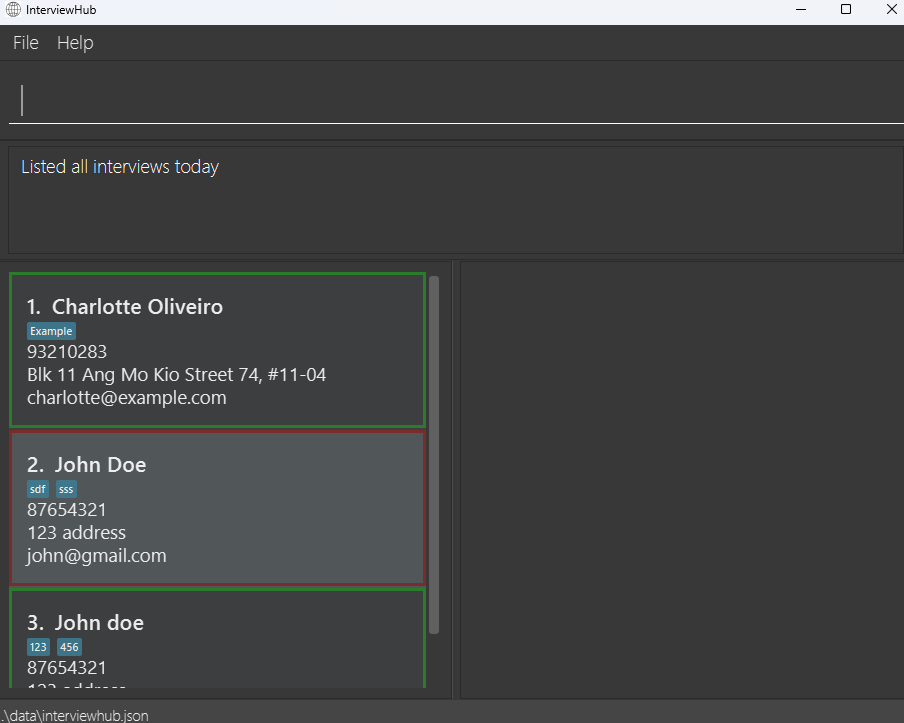 InterviewHub
File Help
Listed all interviews today
1. Charlotte Oliveiro
Example
93210283
Blk 11 Ang Mo Kio Street 74, #11-04
charlotte@example.com
2. John Doe
sdf sss
87654321
123 address
john@gmail.com
3. John doe
123 456
87654321
123 address
.\data\interviewhub.json